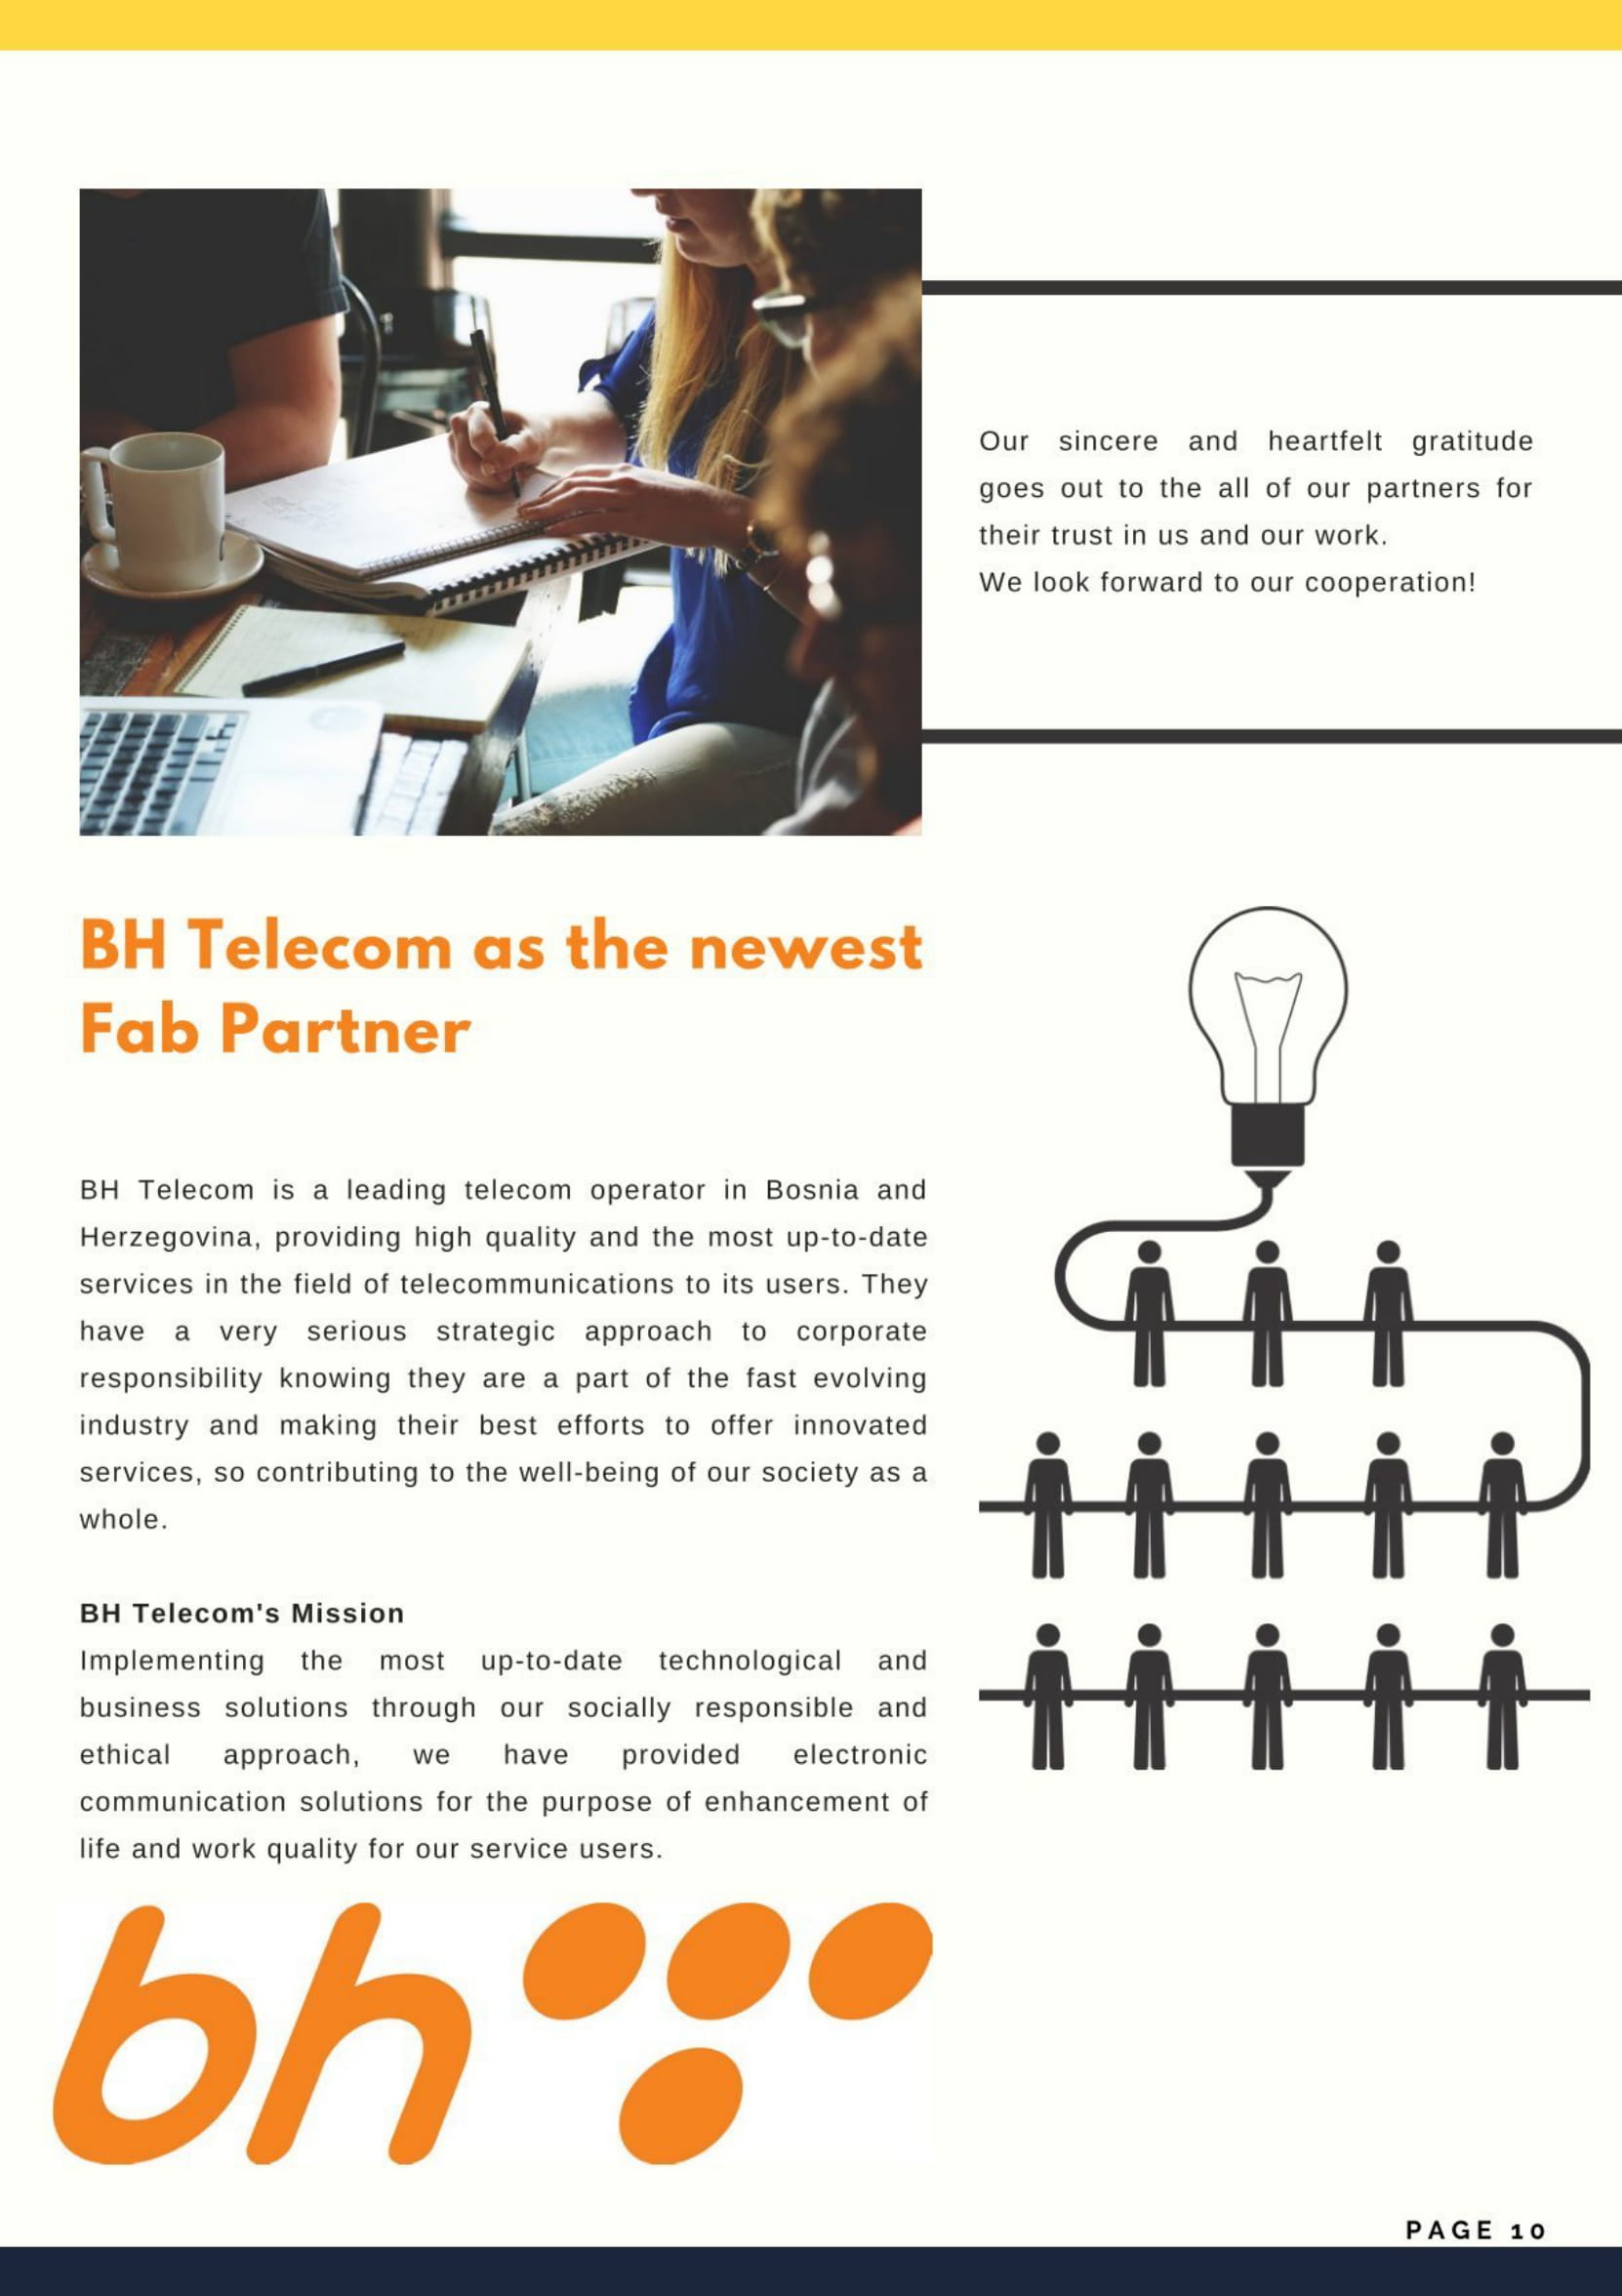 Our sincere and heartfelt gratitude
goes out to the all of our partners for
their trust in us and our work.
We look forward to our cooperation!
BH Telecom as the newest
Fab Partner
BH Telecom is a leading telecom operator in Bosnia and
Herzegovina, providing high quality and the most up-to-date
services in the field of telecommunications to its users. They
have a very serious strategic approach to corporate
responsibility knowing they are a part of the fast evolving
industry and making their best efforts to offer innovated
services, so contributing to the well-being of our society as a
whole.
BH Telecom's Mission
Implementing the most up-to-date technological and
business solutions through our socially responsible and
ethical approach, we have provided electronic
communication solutions for the purpose of enhancement of
life and work quality for our service users.
bh
PAGE 10